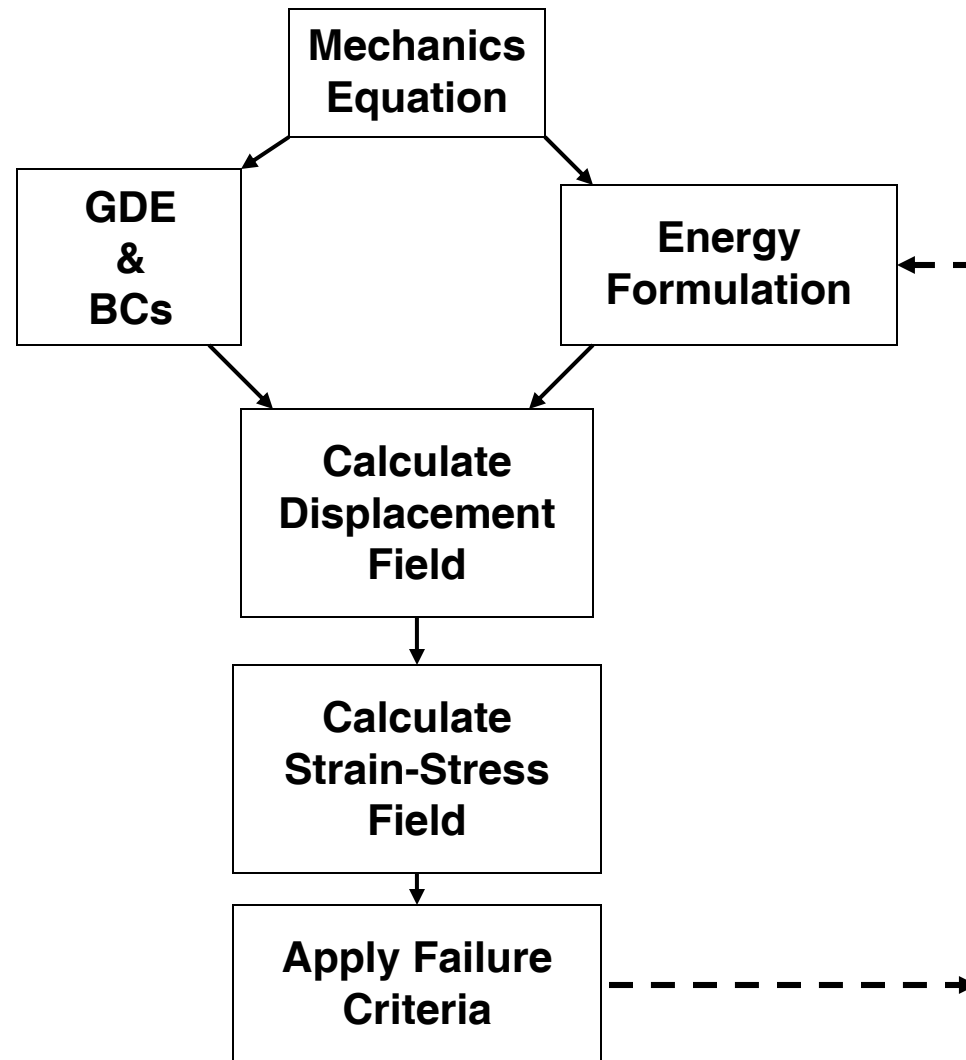 Mechanics
Equation
GDE
&
BCs
Energy
Formulation
Calculate
Displacement
Field
Calculate
Strain-Stress
Field
Apply Failure
Criteria